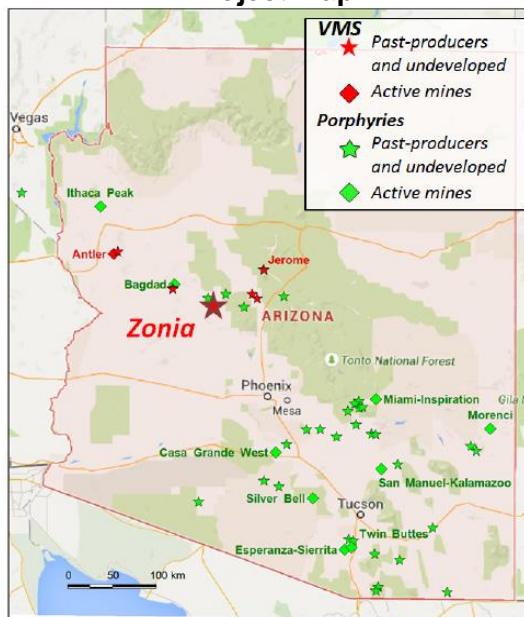 VMS
Past-producers
and undeveloped
Active mines
Porphyries
Past-producers
and undeveloped
Active mines
Vegas
Ithaca Peak
Antler
Jerome
Bagdad
Zonia
ARIZONA
Tonto National Forest
Phoenix
Mesa
Miami-Inspiration
Gila
Morenci
Casa Grande West
San Manuel-Kalamazoo
Silver Bell
Tucson
Twin Buttes
Esperanza-Sierrita
0 50 100 km